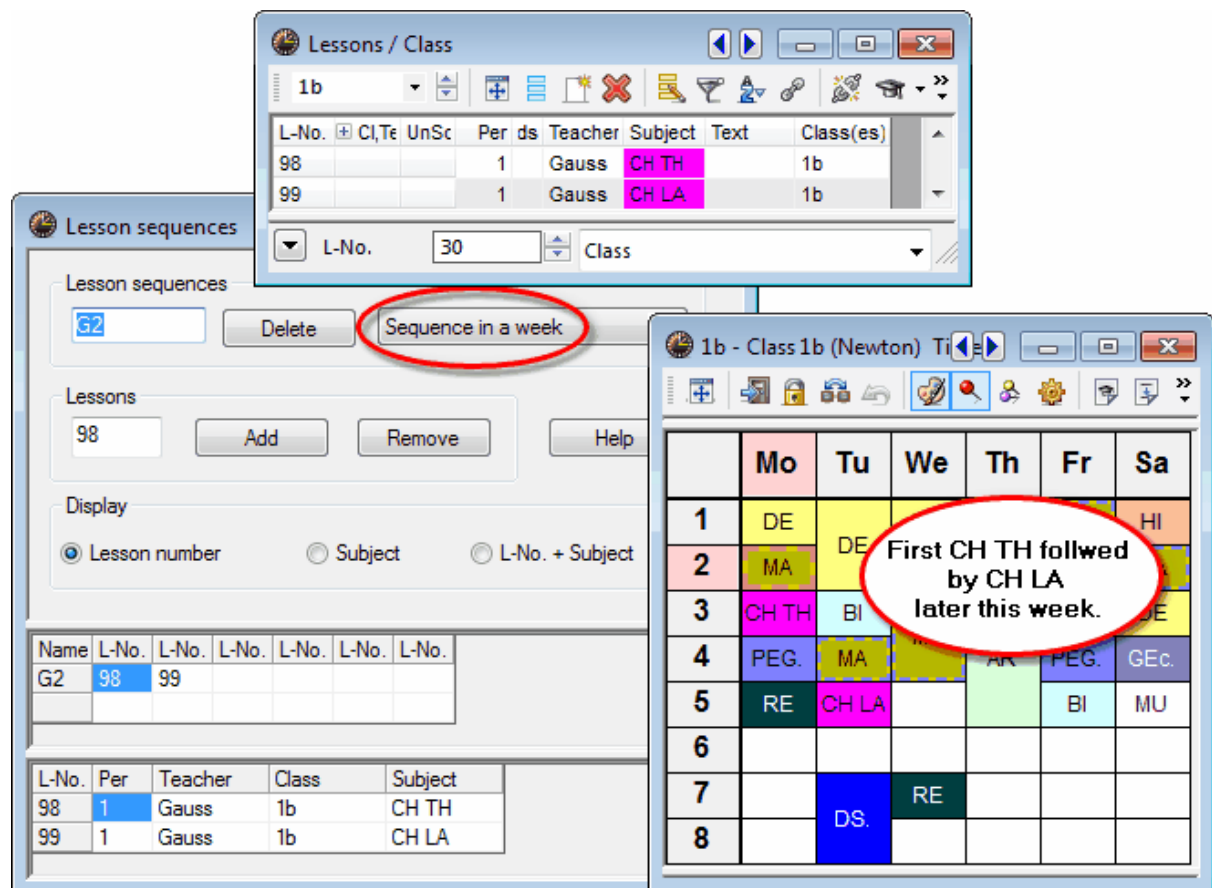 Lessons / Class
1b
L-No. Cl,Te UnSc Per ds Teacher Subject Text Class(es)
98 1 Gauss CH TH 1b
99 1 Gauss CH LA 1b
L-No. 30 Class
Lesson sequences
Lesson sequences
G2 Delete Sequence in a week
Lessons
98 Add Remove Help
Display
Lesson number Subject L-No. + Subject
Name L-No. L-No. L-No. L-No. L-No. L-No.
G2 98 99
L-No. Per Teacher Class Subject
98 1 Gauss 1b CH TH
99 1 Gauss 1b CH LA
1b - Class 1b (Newton) Ti
Mo Tu We Th Fr Sa
1 DE HI
DE
2 MA
3 CH TH BI DE
4 PEG. MA AR PEG. GEc.
5 RE CH LA BI MU
6
7 RE
DS.
8
First CH TH follwed
by CH LA
later this week.